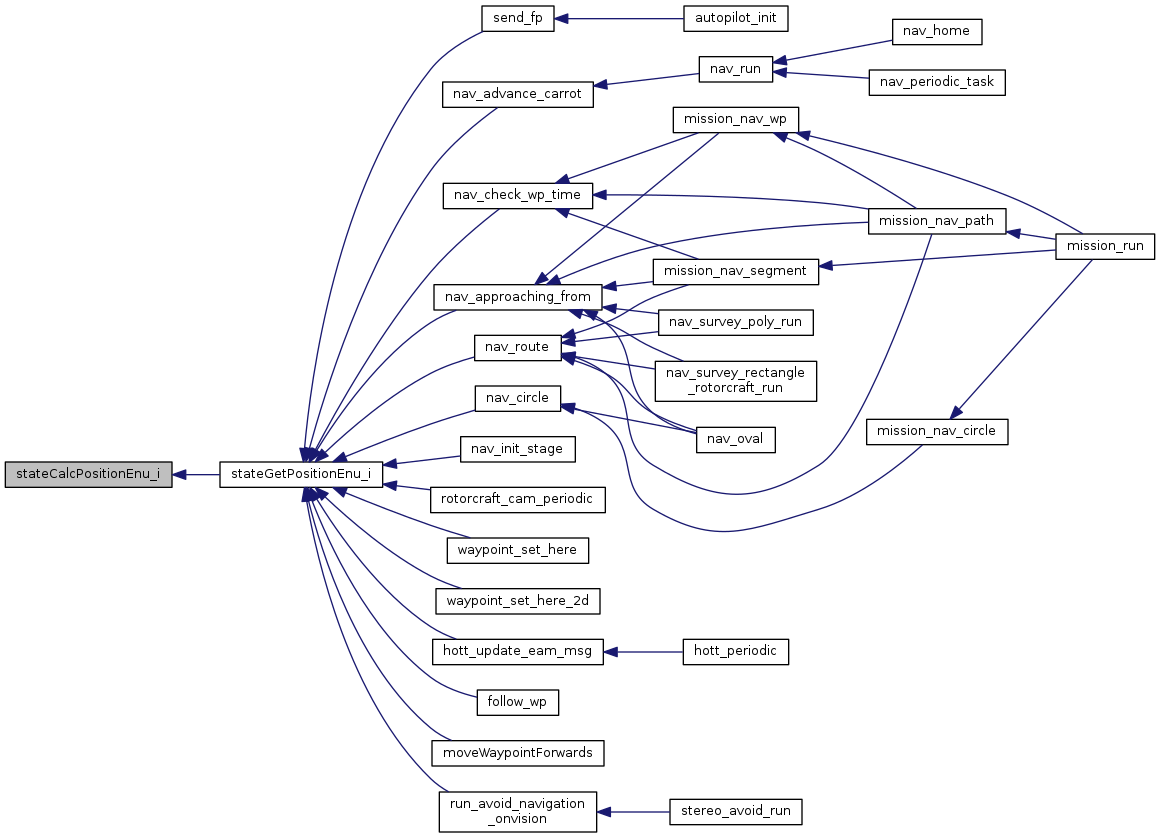 send_fp
autopilot_init
nav_home
nav_run
nav_periodic_task
nav_advance_carrot
mission_nav_wp
nav_check_wp_time
mission_nav_path
mission_run
mission_nav_segment
nav_approaching_from
nav_survey_poly_run
nav_route
nav_survey_rectangle
_rotorcraft_run
nav_circle
mission_nav_circle
nav_oval
nav_init_stage
stateCalcPositionEnu_i
stateGetPositionEnu_i
rotorcraft_cam_periodic
waypoint_set_here
waypoint_set_here_2d
hott_update_eam_msg
hott_periodic
follow_wp
moveWaypointForwards
run_avoid_navigation
_onvision
stereo_avoid_run